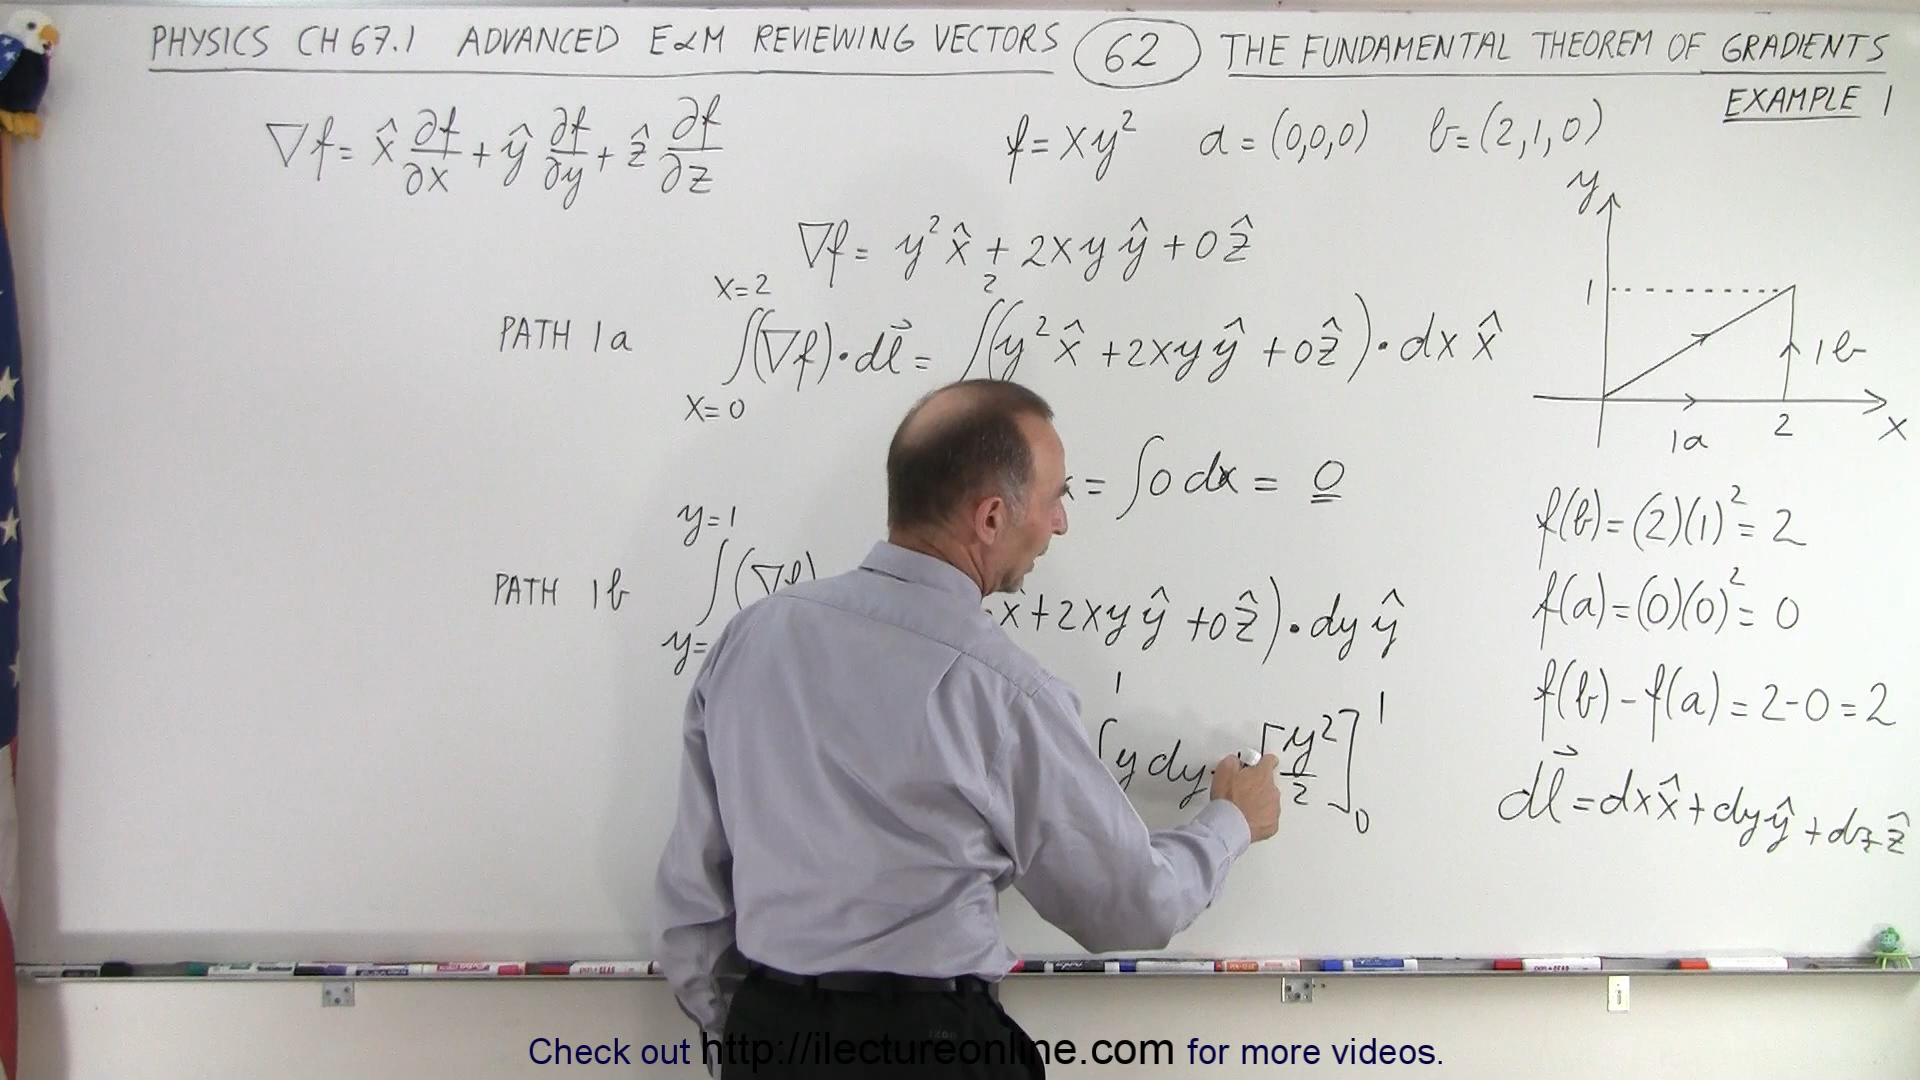 PHYSICS CH 67.1 ADVANCED E&M REVIEWING VECTORS 62 THE FUNDAMENTAL THEOREM OF GRADIENTS
EXAMPLE 1
∇f = x̂ ∂f/∂x + ŷ ∂f/∂y + ẑ ∂f/∂z
f = xy² a = (0,0,0) b = (2,1,0)
∇f = y² x̂ + 2xy ŷ + 0 ẑ
PATH 1a
x=2
x=0
∫(∇f)·dl⃗ =
2
∫(y² x̂ + 2xy ŷ + 0 ẑ)·dx x̂
= ∫0 dx = 0
PATH 1b
y=1
y=
∫(∇f)
x̂ + 2xy ŷ + 0 ẑ)·dy ŷ
1
∫y dy
[y²/2]
1
0
y
1
1b
1a
2
x
f(b) = (2)(1)² = 2
f(a) = (0)(0)² = 0
f(b) - f(a) = 2-0 = 2
dl⃗ = dx x̂ + dy ŷ + dz ẑ
Check out http://ilectureonline.com for more videos.